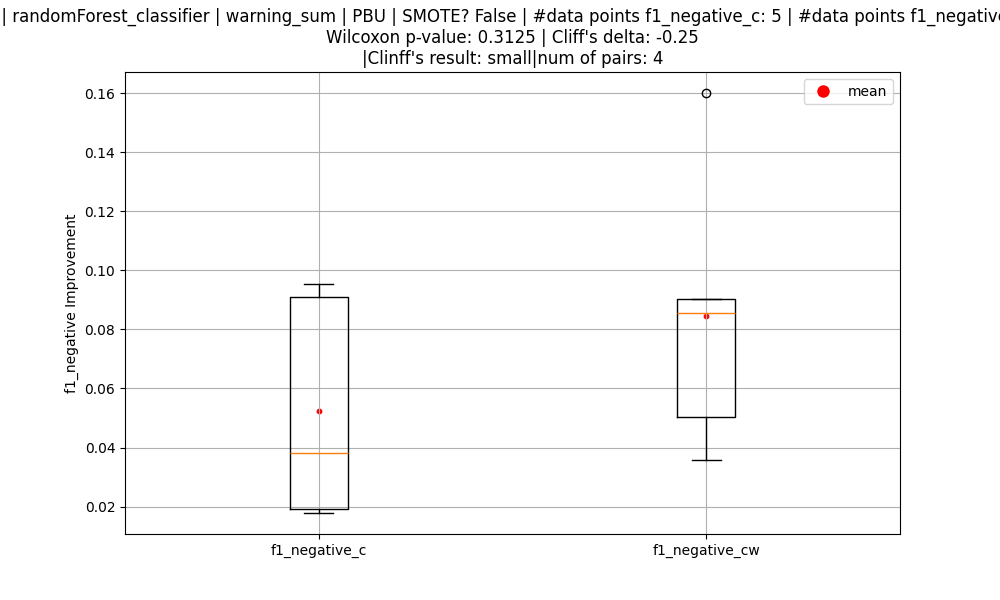 | randomForest_classifier | warning_sum | PBU | SMOTE? False | #data points f1_negative_c: 5 | #data points
Wilcoxon p-value: 0.3125 | Cliff's delta: -0.25
|Clinff's result: small|num of pairs: 4
mean
0.16
0.14
0.12
0.10
0.08
0.06
0.04
0.02
f1_negative Improvement
f1_negative_c
f1_negative_cw